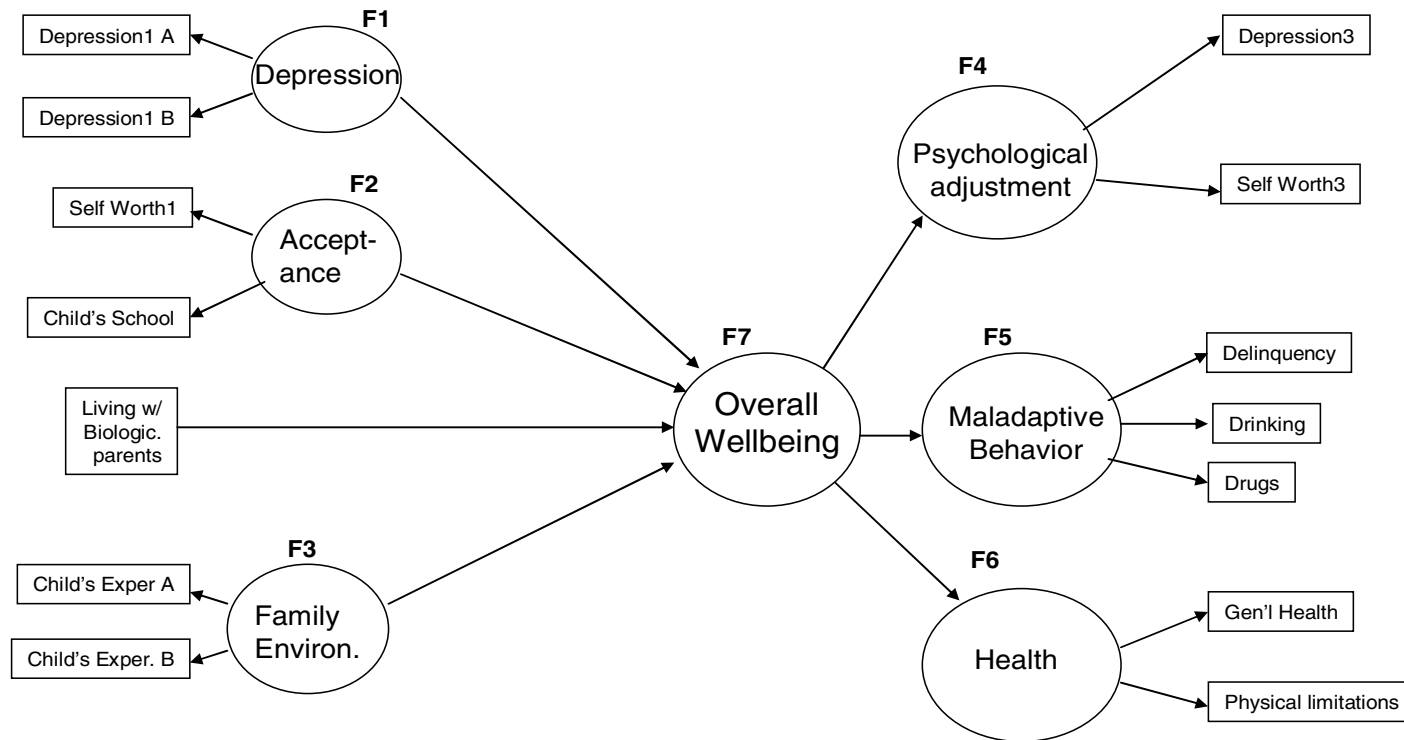 F1
Depression1 A
Depression
Depression1 B
F2
Self Worth1
Accept-
ance
Child's School
Living w/
Biologic.
parents
F3
Child's Exper A
Family
Environ.
Child's Exper. B
F7
Overall
Wellbeing
F4
Psychological
adjustment
Depression3
Self Worth3
F5
Maladaptive
Behavior
Delinquency
Drinking
Drugs
F6
Health
Gen'l Health
Physical limitations